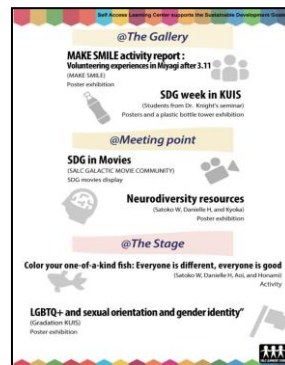 Self Access Learning Center supports the Sustainable Development Goals
@The Gallery
MAKE SMILE activity report :
Volunteering experiences in Miyagi after 3.11
(MAKE SMILE)
Poster exhibition
SDG week in KUIS
(Students from Dr. Knight's seminar)
Posters and a plastic bottle tower exhibition
@Meeting point
SDG in Movies
(SALC GALACTIC MOVIE COMMUNITY)
SDG movies display
Neurodiversity resources
(Satoko W, Danielle H, and Kyoka)
Poster exhibition
@The Stage
Color your one-of-a-kind fish: Everyone is different, everyone is good
(Satoko W, Danielle H, Aoi, and Honami)
Activity
LGBTQ+ and sexual orientation and gender identity"
(Gradation KUIS)
Poster exhibition